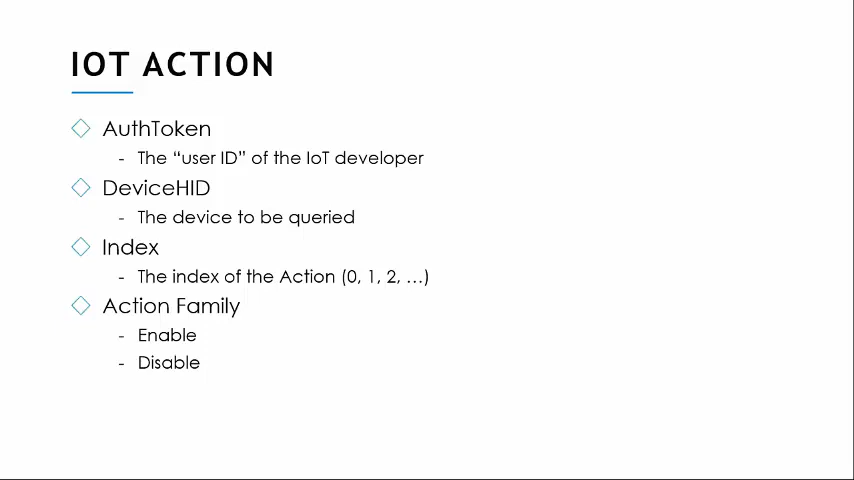 IOT ACTION
AuthToken
- The “user ID” of the IoT developer
DeviceHID
- The device to be queried
Index
- The index of the Action (0, 1, 2, …)
Action Family
- Enable
- Disable